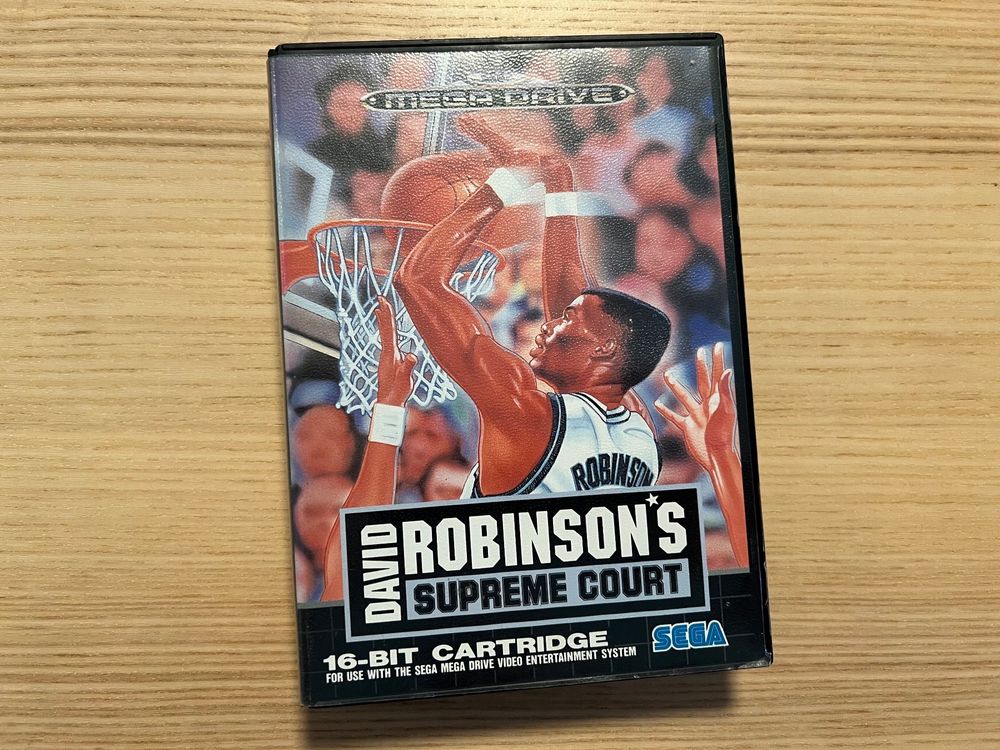 MEGA DRIVE
ROBINSON
DAVID
ROBINSON'S
SUPREME COURT
16-BIT CARTRIDGE
FOR USE WITH THE SEGA MEGA DRIVE VIDEO ENTERTAINMENT SYSTEM
SEGA